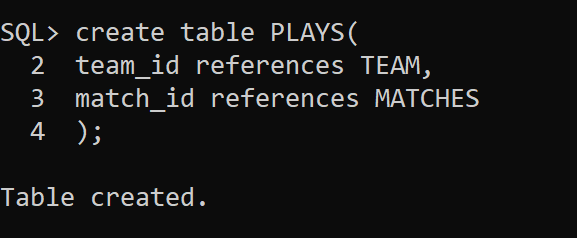 SQL> create table PLAYS(
  2  team_id references TEAM,
  3  match_id references MATCHES
  4  );

Table created.